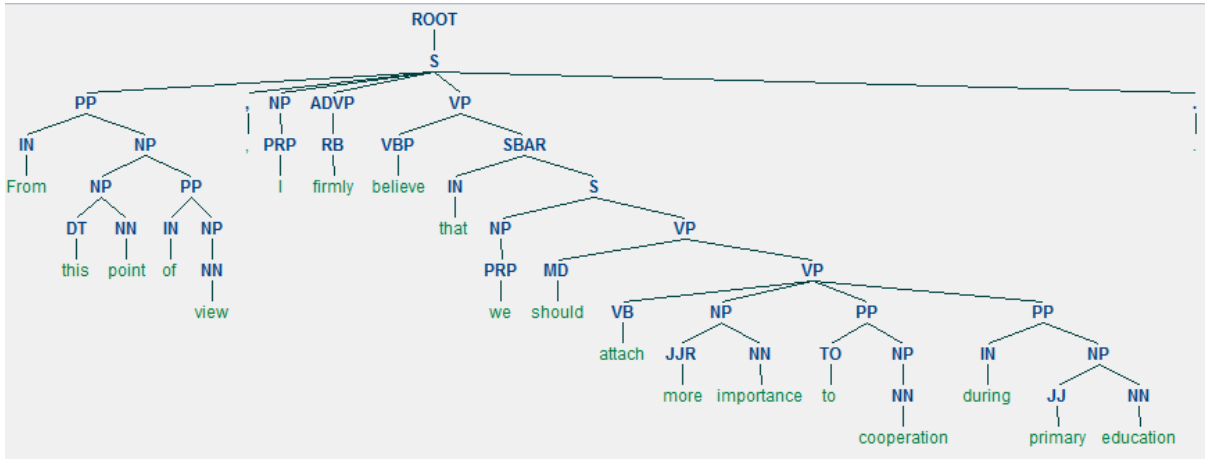 ROOT
S
PP , NP ADVP VP .
IN NP , PRP RB VBP SBAR .
From NP PP I firmly believe IN S
DT NN IN NP that NP VP
this point of NN PRP MD VP
view we should VB NP PP PP
attach JJR NN TO NP IN NP
more importance to NN during JJ NN
cooperation primary education